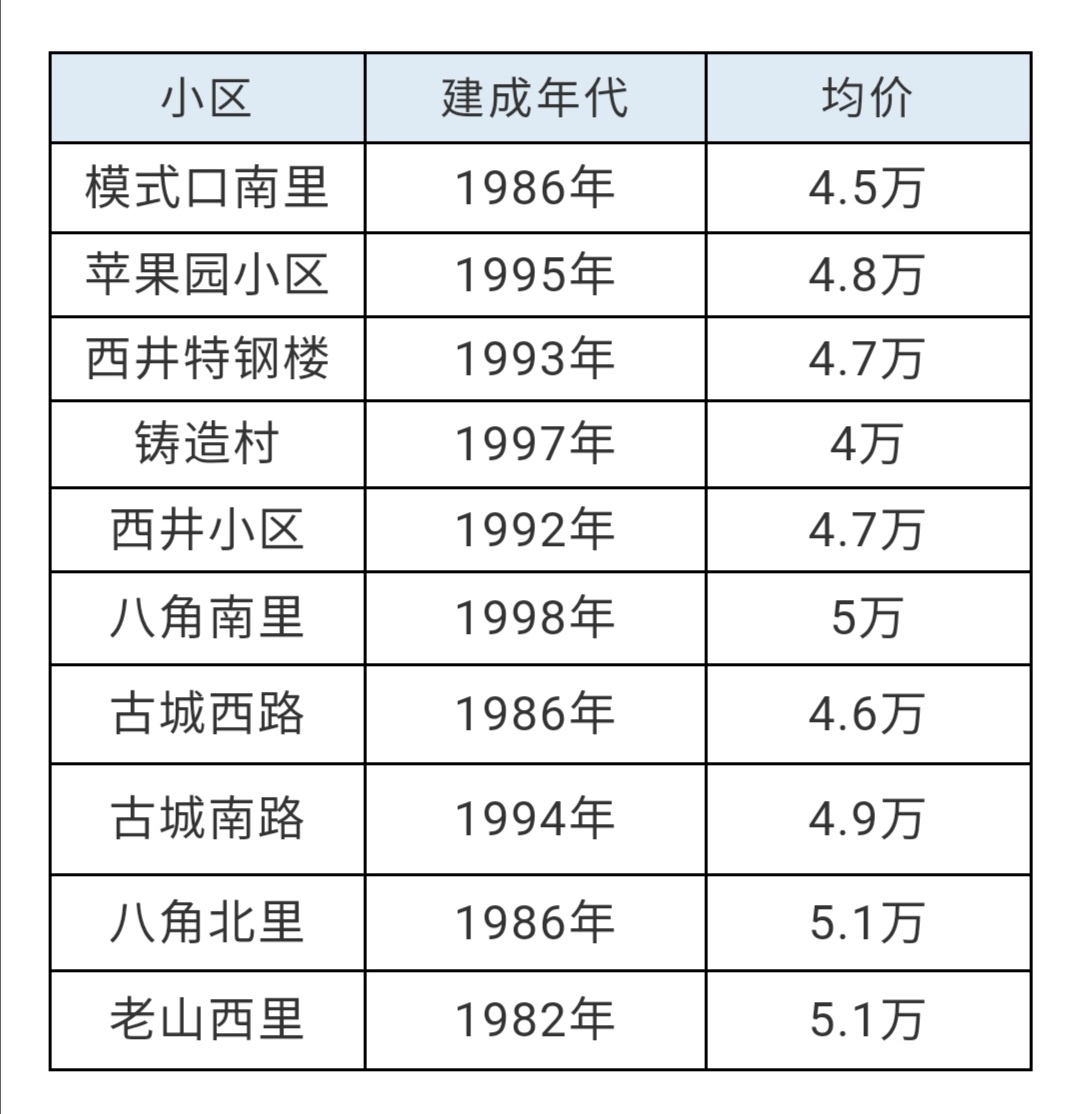 小区 建成年代 均价
模式口南里 1986年 4.5万
苹果园小区 1995年 4.8万
西井特钢楼 1993年 4.7万
铸造村 1997年 4万
西井小区 1992年 4.7万
八角南里 1998年 5万
古城西路 1986年 4.6万
古城南路 1994年 4.9万
八角北里 1986年 5.1万
老山西里 1982年 5.1万